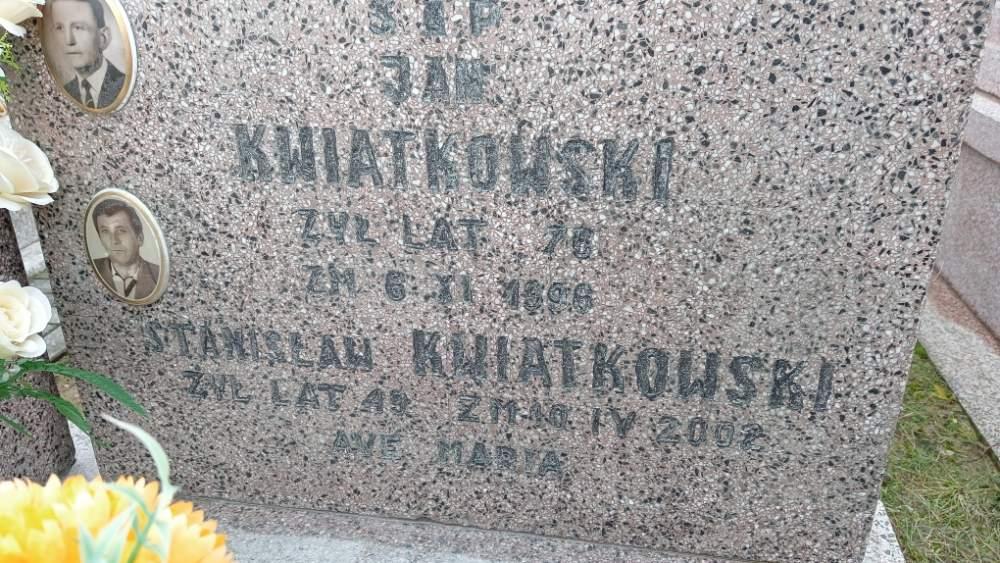 Ś P
JAN
KWIATKOWSKI
ŻYŁ LAT 76
ZM 6 XI 1996
STANISŁAW KWIATKOWSKI
ŻYŁ LAT 49 ZM 10 IV 2002
AVE MARIA